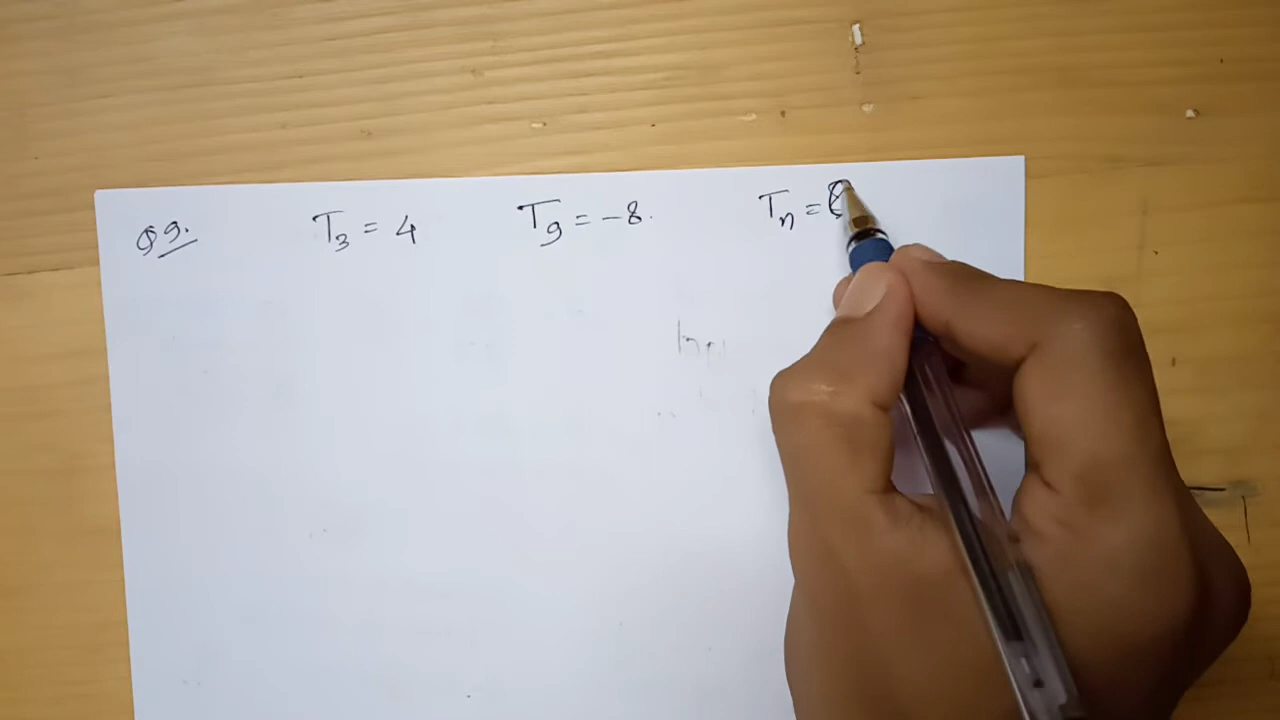 Q9. T₃ = 4 T₉ = -8. Tₙ =